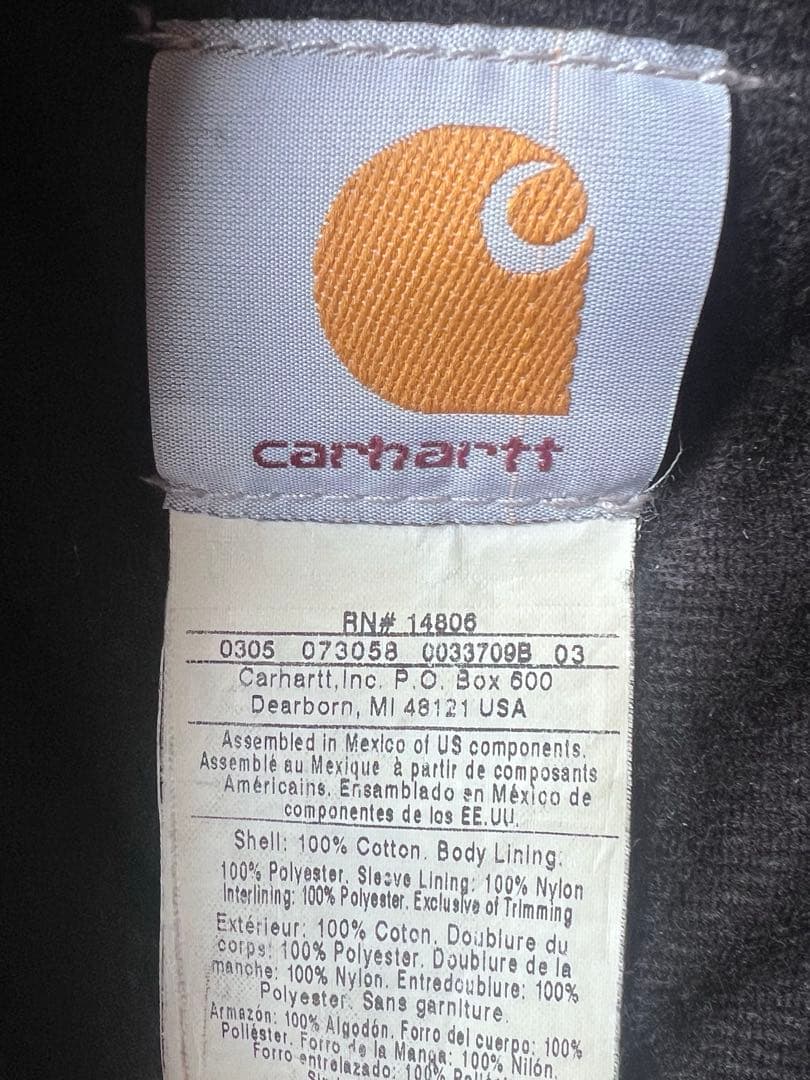 carhartt
RN# 14806
0305 073058 0033709B 03
Carhartt,Inc. P.O. Box 600
Dearborn, MI 48121 USA
Assembled in Mexico of US components.
Assemblé au Mexique à partir de composants
Américains. Ensamblado en México de
componentes de los EE.UU.
Shell: 100% Cotton. Body Lining:
100% Polyester. Sleeve Lining: 100% Nylon
Interlining: 100% Polyester. Exclusive of Trimming
Extérieur: 100% Coton. Doublure du
corps: 100% Polyester. Doublure de la
manche: 100% Nylon. Entredoublure: 100%
Polyester. Sans garniture.
Armazón: 100% Algodón. Forro del cuerpo: 100%
Poliéster. Forro de la Manga: 100% Nilón.
Forro entrelazado: 100%